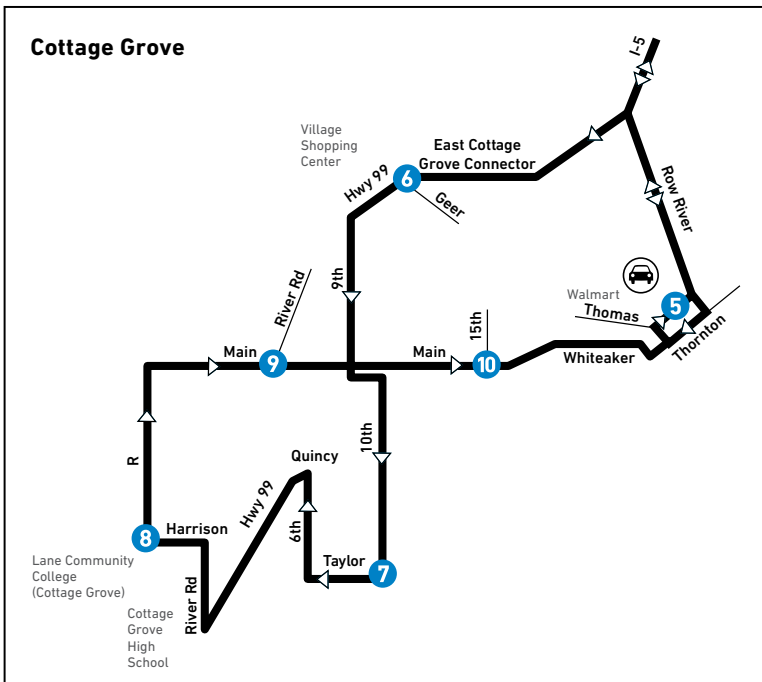 Cottage Grove
I-5
Village
Shopping
Center
East Cottage
Grove Connector
Hwy 99
6
Geer
Row River
9th
River Rd
Walmart
5
Thomas
Thornton
15th
Main
9
Main
10
Whiteaker
10th
Quincy
R
Hwy 99
6th
8
Harrison
Taylor
7
Lane Community
College
(Cottage Grove)
River Rd
Cottage
Grove
High
School